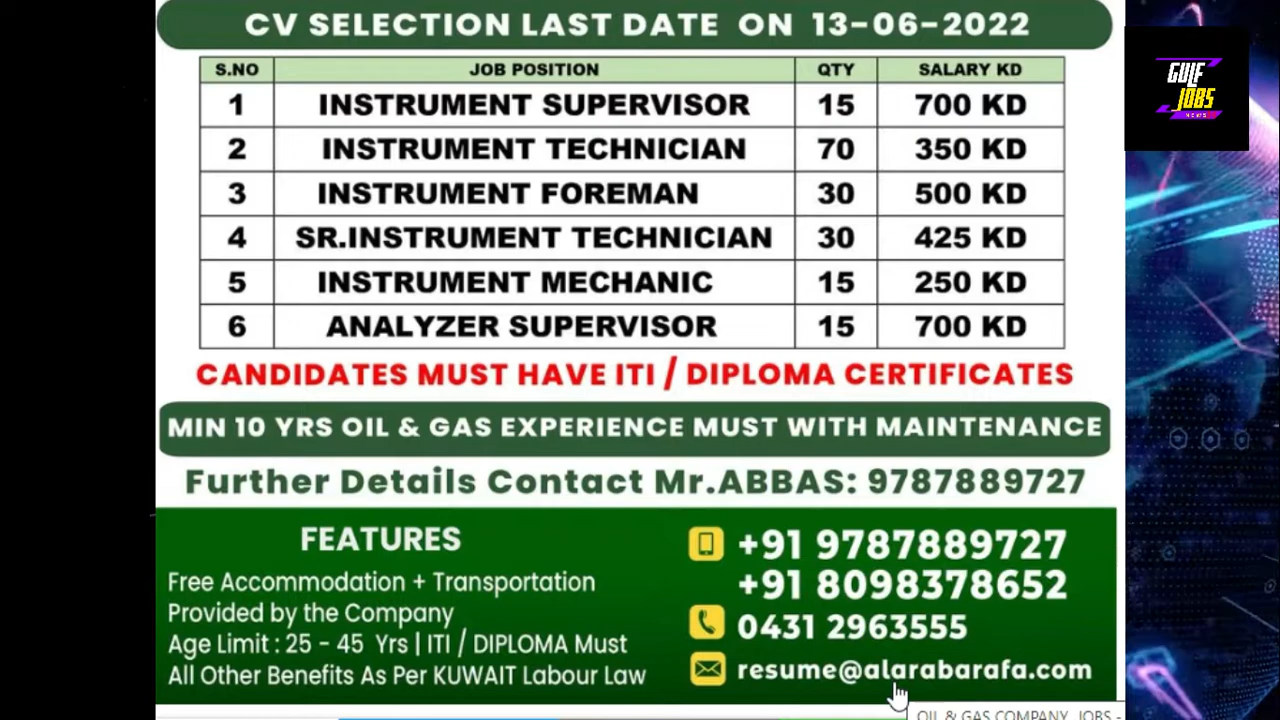 CV SELECTION LAST DATE ON 13-06-2022
GULF
JOBS
NEWS
S.NO JOB POSITION QTY SALARY KD
1 INSTRUMENT SUPERVISOR 15 700 KD
2 INSTRUMENT TECHNICIAN 70 350 KD
3 INSTRUMENT FOREMAN 30 500 KD
4 SR.INSTRUMENT TECHNICIAN 30 425 KD
5 INSTRUMENT MECHANIC 15 250 KD
6 ANALYZER SUPERVISOR 15 700 KD
CANDIDATES MUST HAVE ITI / DIPLOMA CERTIFICATES
MIN 10 YRS OIL & GAS EXPERIENCE MUST WITH MAINTENANCE
Further Details Contact Mr.ABBAS: 9787889727
FEATURES
Free Accommodation + Transportation
Provided by the Company
Age Limit : 25 - 45 Yrs | ITI / DIPLOMA Must
All Other Benefits As Per KUWAIT Labour Law
+91 9787889727
+91 8098378652
0431 2963555
resume@alarabarafa.com
OIL & GAS COMPANY JOBS -